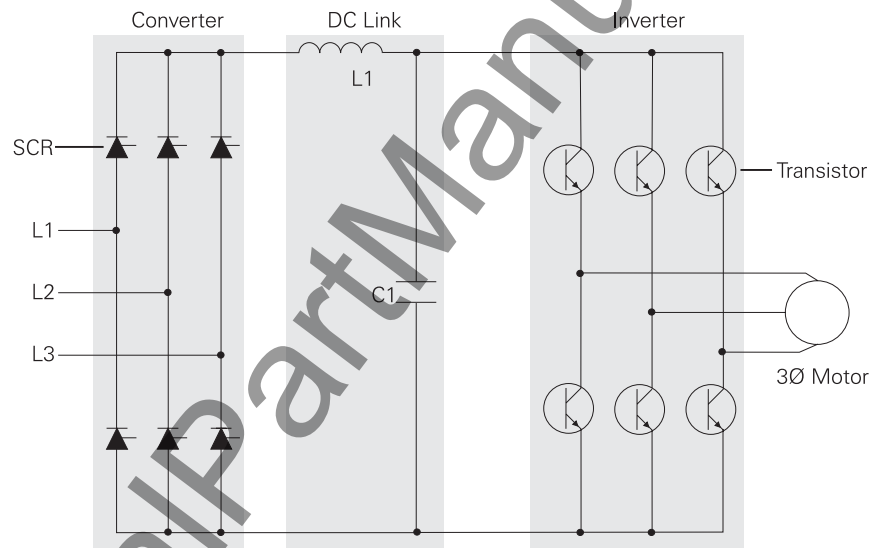 Converter
DC Link
Inverter
L1
SCR
Transistor
L1
L2
C1
L3
3Ø Motor